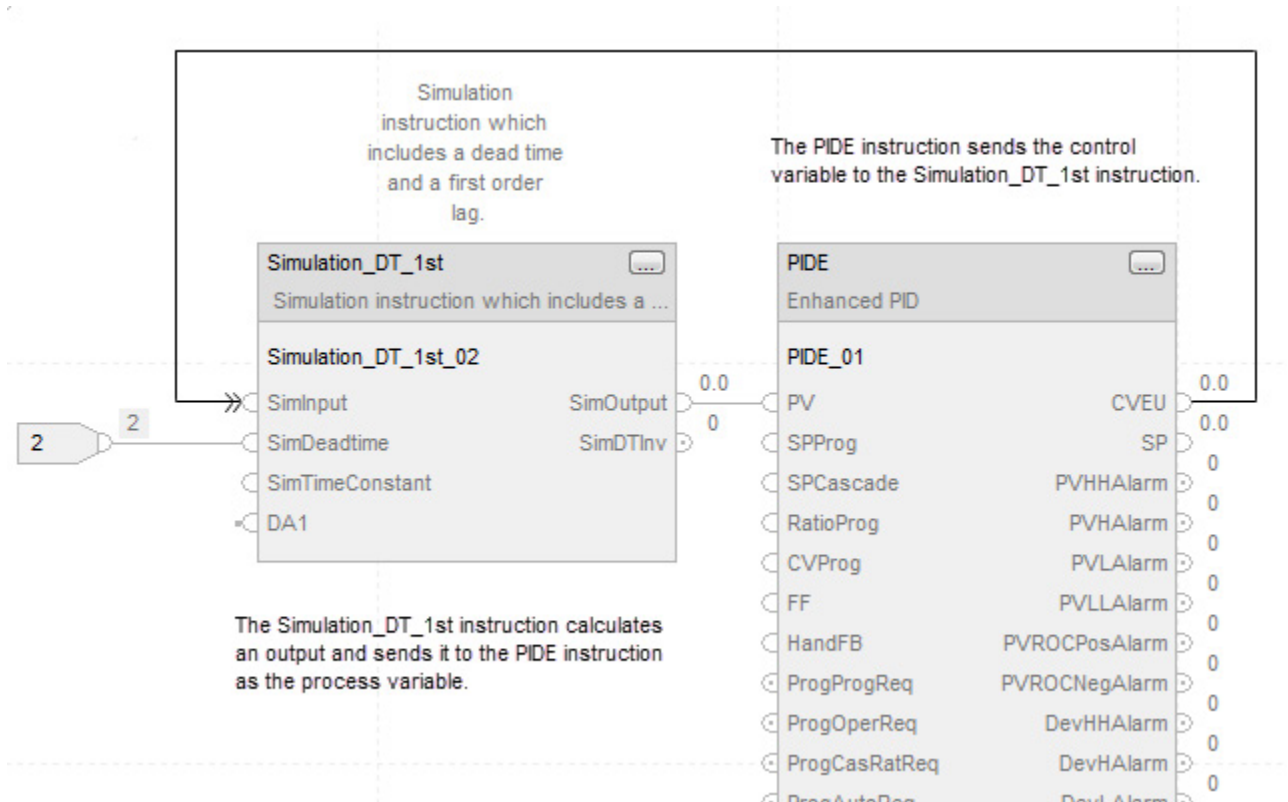 Simulation
instruction which
includes a dead time
and a first order
lag.
The PIDE instruction sends the control
variable to the Simulation_DT_1st instruction.
Simulation_DT_1st
...
Simulation instruction which includes a ...
Simulation_DT_1st_02
SimInput
SimOutput
0.0
2
2
SimDeadtime
SimDTInv
0
SimTimeConstant
DA1
The Simulation_DT_1st instruction calculates
an output and sends it to the PIDE instruction
as the process variable.
PIDE
...
Enhanced PID
PIDE_01
PV
CVEU
0.0
SPProg
SP
0.0
SPCascade
PVHHAlarm
0
RatioProg
PVHAlarm
0
CVProg
PVLAlarm
0
FF
PVLLAlarm
0
HandFB
PVROCPosAlarm
0
ProgProgReq
PVROCNegAlarm
0
ProgOperReq
DevHHAlarm
0
ProgCasRatReq
DevHAlarm
0
ProgAutoReq
DevLAlarm
0